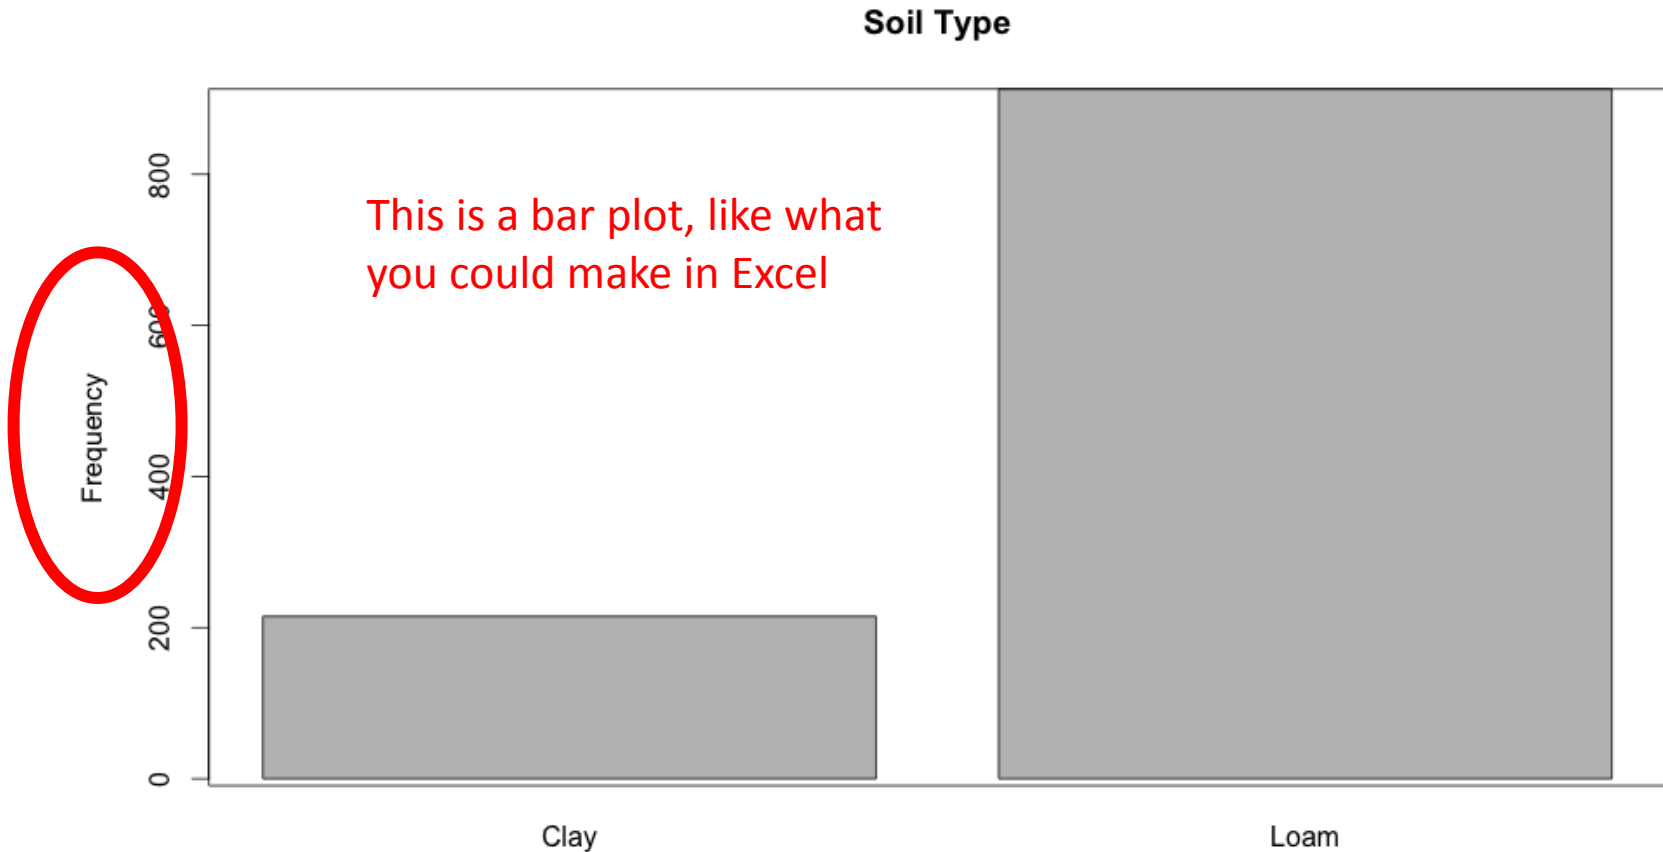 Soil Type
This is a bar plot, like what
you could make in Excel
Frequency
800
600
400
200
0
Clay
Loam